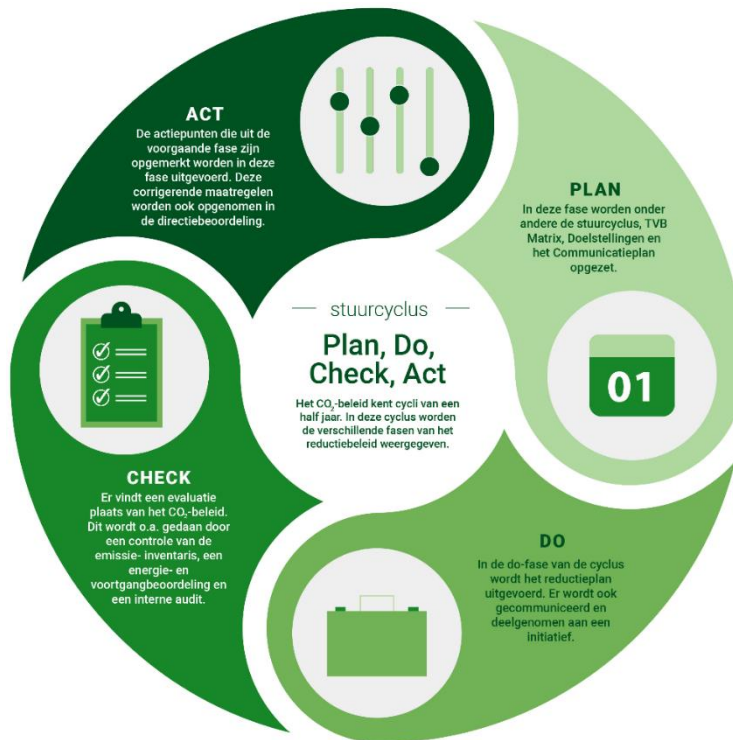 ACT
De actiepunten die uit de
voorgaande fase zijn
opgemerkt worden in deze
fase uitgevoerd. Deze
corrigerende maatregelen
worden ook opgenomen in
de directiebeoordeling.
PLAN
In deze fase worden onder
andere de stuurcyclus, TVB
Matrix, Doelstellingen en
het Communicatieplan
opgezet.
01
stuurcyclus
Plan, Do,
Check, Act
Het CO₂-beleid kent cycli van een
half jaar. In deze cyclus worden
de verschillende fasen van het
reductiebeleid weergegeven.
CHECK
Er vindt een evaluatie
plaats van het CO₂-beleid.
Dit wordt o.a. gedaan door
een controle van de
emissie- inventaris, een
energie- en
voortgangbeoordeling en
een interne audit.
DO
In de do-fase van de cyclus
wordt het reductieplan
uitgevoerd. Er wordt ook
gecommuniceerd en
deelgenomen aan een
initiatief.